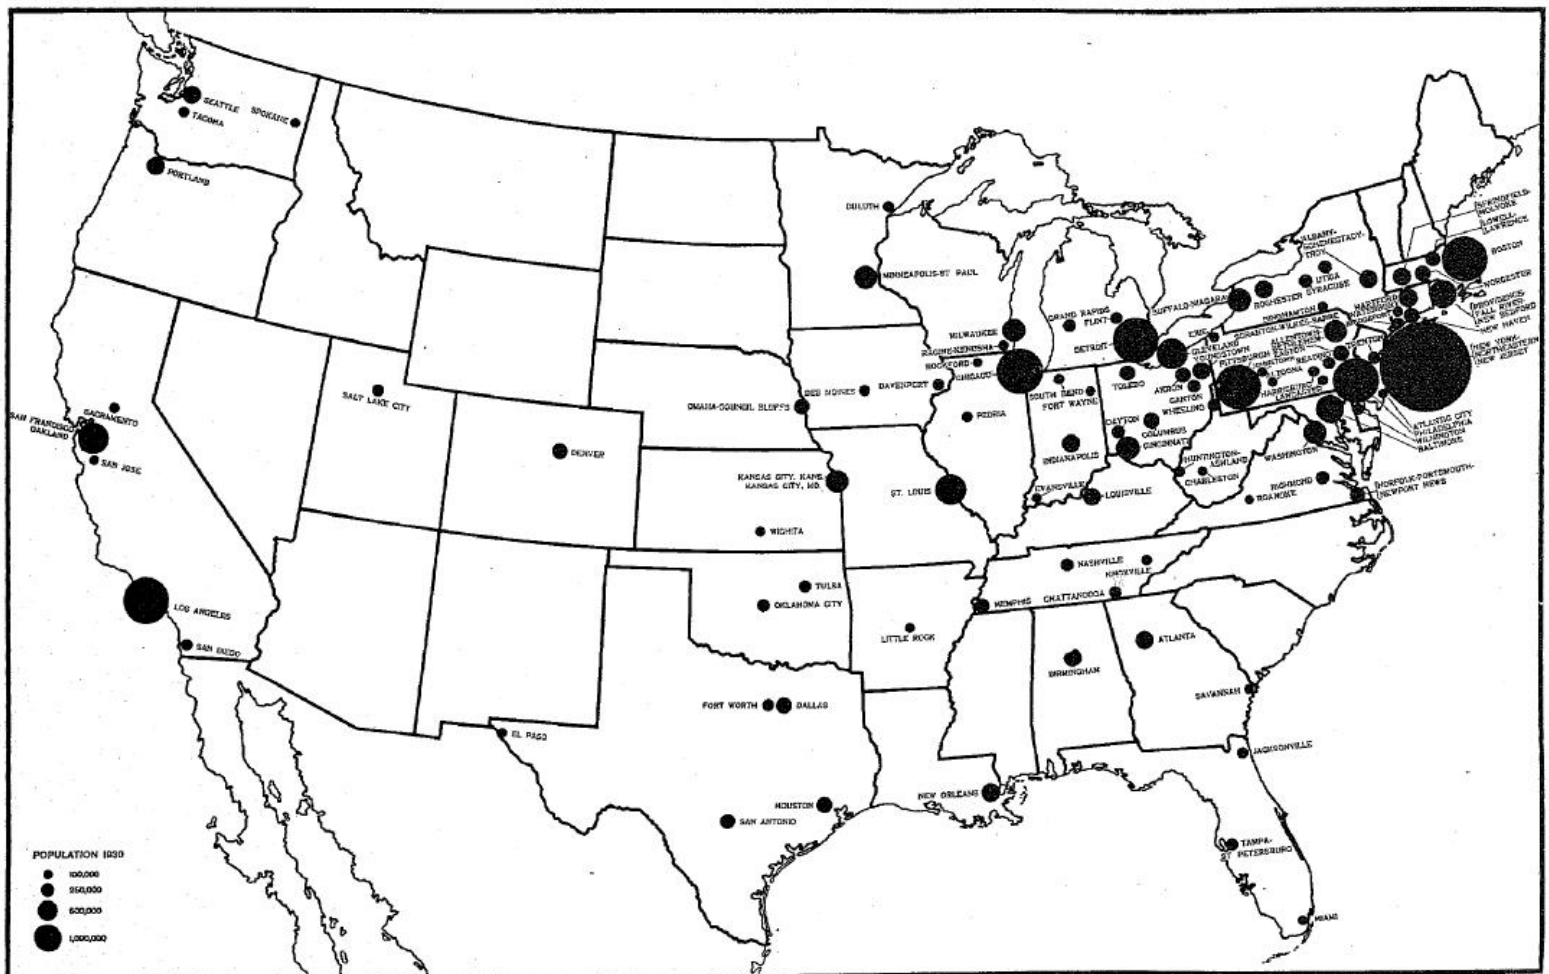 SEATTLE
SPOKANE
TACOMA
PORTLAND
SACRAMENTO
SAN FRANCISCO
OAKLAND
SAN JOSE
LOS ANGELES
SAN DIEGO
SALT LAKE CITY
DENVER
EL PASO
DULUTH
MINNEAPOLIS-ST PAUL
DES MOINES
DAVENPORT
OMAHA-COUNCIL BLUFFS
KANSAS CITY, KANS.
KANSAS CITY, MO.
WICHITA
TULSA
OKLAHOMA CITY
FORT WORTH
DALLAS
HOUSTON
SAN ANTONIO
ST. LOUIS
LITTLE ROCK
NEW ORLEANS
MILWAUKEE
RACINE-KENOSHA
ROCKFORD
CHICAGO
PEORIA
GRAND RAPIDS
FLINT
DETROIT
SOUTH BEND
FORT WAYNE
INDIANAPOLIS
EVANSVILLE
LOUISVILLE
TOLEDO
CLEVELAND
YOUNGSTOWN
AKRON
CANTON
WHEELING
DAYTON
COLUMBUS
CINCINNATI
HUNTINGTON-
ASHLAND
CHARLESTON
NASHVILLE
KNOXVILLE
MEMPHIS
CHATTANOOGA
BIRMINGHAM
ATLANTA
SAVANNAH
JACKSONVILLE
TAMPA-
ST PETERSBURG
MIAMI
BUFFALO-NIAGARA
ROCHESTER
SYRACUSE
UTICA
ALBANY-
SCHENECTADY-
TROY
BINGHAMTON
ERIE
SCRANTON-WILKES-BARRE
ALLENTOWN-
BETHLEHEM-
EASTON
PITTSBURGH
JOHNSTOWN
ALTOONA
READING
HARRISBURG
LANCASTER
TRENTON
HARTFORD
WATERBURY
BRIDGEPORT
SPRINGFIELD-
HOLYOKE
LOWELL-
LAWRENCE
BOSTON
WORCESTER
PROVIDENCE-
FALL RIVER-
NEW BEDFORD
NEW HAVEN
NEW YORK-
NORTHEASTERN
NEW JERSEY
ATLANTIC CITY
PHILADELPHIA
WILMINGTON
BALTIMORE
WASHINGTON
RICHMOND
ROANOKE
NORFOLK-PORTSMOUTH-
NEWPORT NEWS
POPULATION 1930
100,000
250,000
500,000
1,000,000